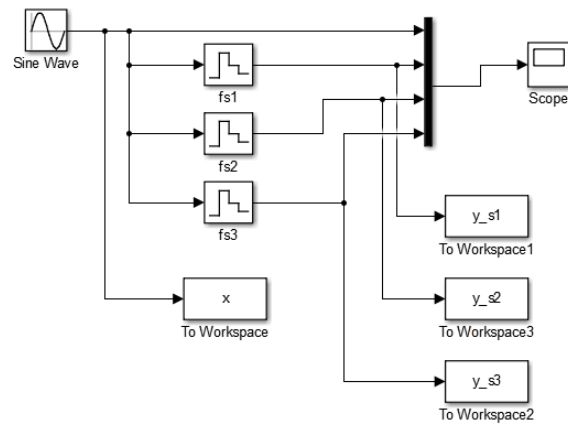 Sine Wave
fs1
fs2
fs3
Scope
y_s1
To Workspace1
x
To Workspace
y_s2
To Workspace3
y_s3
To Workspace2